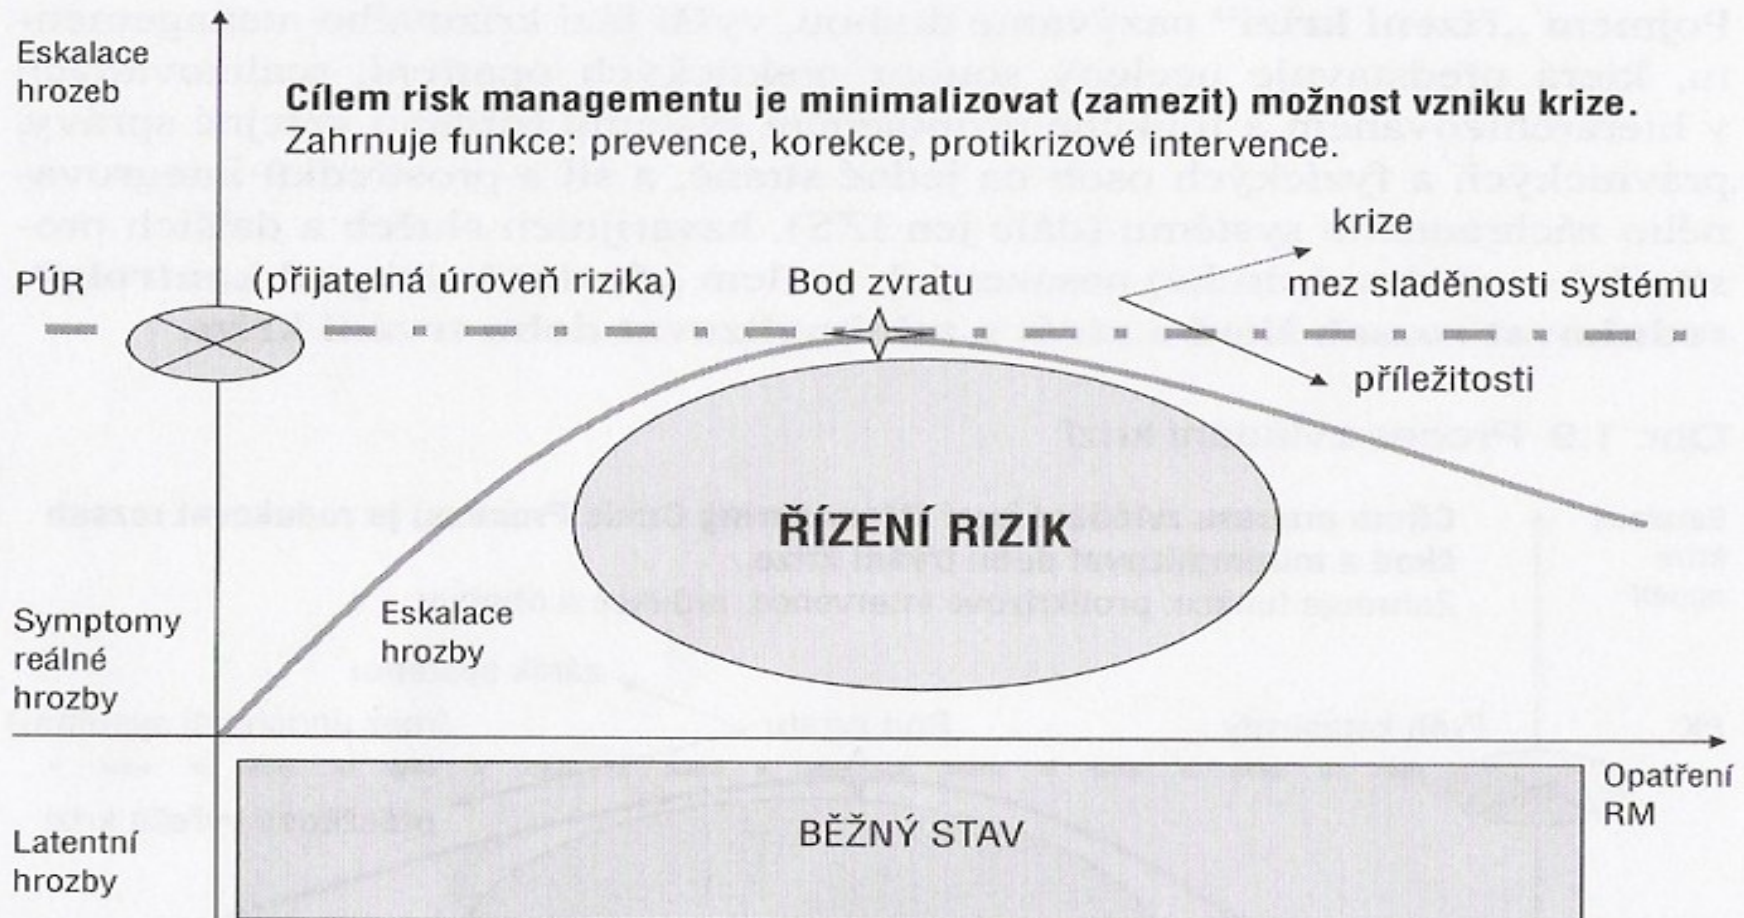 Eskalace
hrozeb
Cílem risk managementu je minimalizovat (zamezit) možnost vzniku krize.
Zahrnuje funkce: prevence, korekce, protikrizové intervence.
krize
PÚR (přijatelná úroveň rizika) Bod zvratu mez sladěnosti systému
příležitosti
ŘÍZENÍ RIZIK
Eskalace
hrozby
Symptomy
reálné
hrozby
Opatření
RM
BĚŽNÝ STAV
Latentní
hrozby